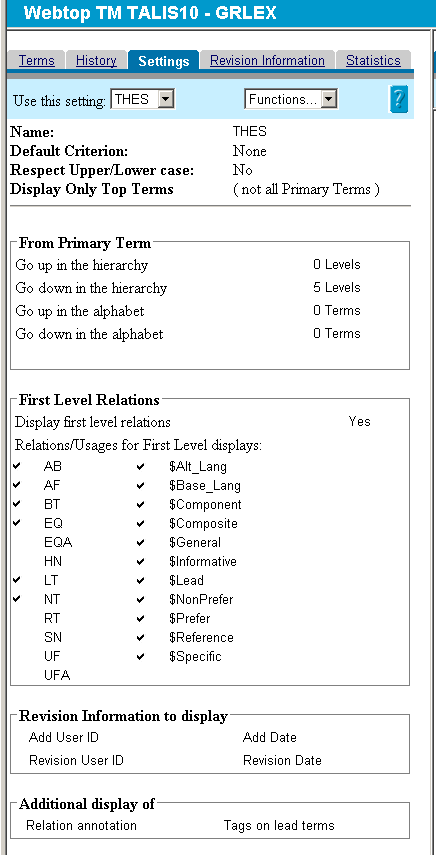 Webtop TM TALIS10 - GRLEX
Terms History Settings Revision Information Statistics
Use this setting: THES Functions... ?
Name: THES
Default Criterion: None
Respect Upper/Lower case: No
Display Only Top Terms ( not all Primary Terms )
From Primary Term
Go up in the hierarchy 0 Levels
Go down in the hierarchy 5 Levels
Go up in the alphabet 0 Terms
Go down in the alphabet 0 Terms
First Level Relations
Display first level relations Yes
Relations/Usages for First Level displays:
✔ AB ✔ $Alt_Lang
✔ AF ✔ $Base_Lang
✔ BT ✔ $Component
✔ EQ ✔ $Composite
EQA ✔ $General
HN ✔ $Informative
✔ LT ✔ $Lead
✔ NT ✔ $NonPrefer
RT ✔ $Prefer
SN ✔ $Reference
UF ✔ $Specific
UFA
Revision Information to display
Add User ID Add Date
Revision User ID Revision Date
Additional display of
Relation annotation Tags on lead terms